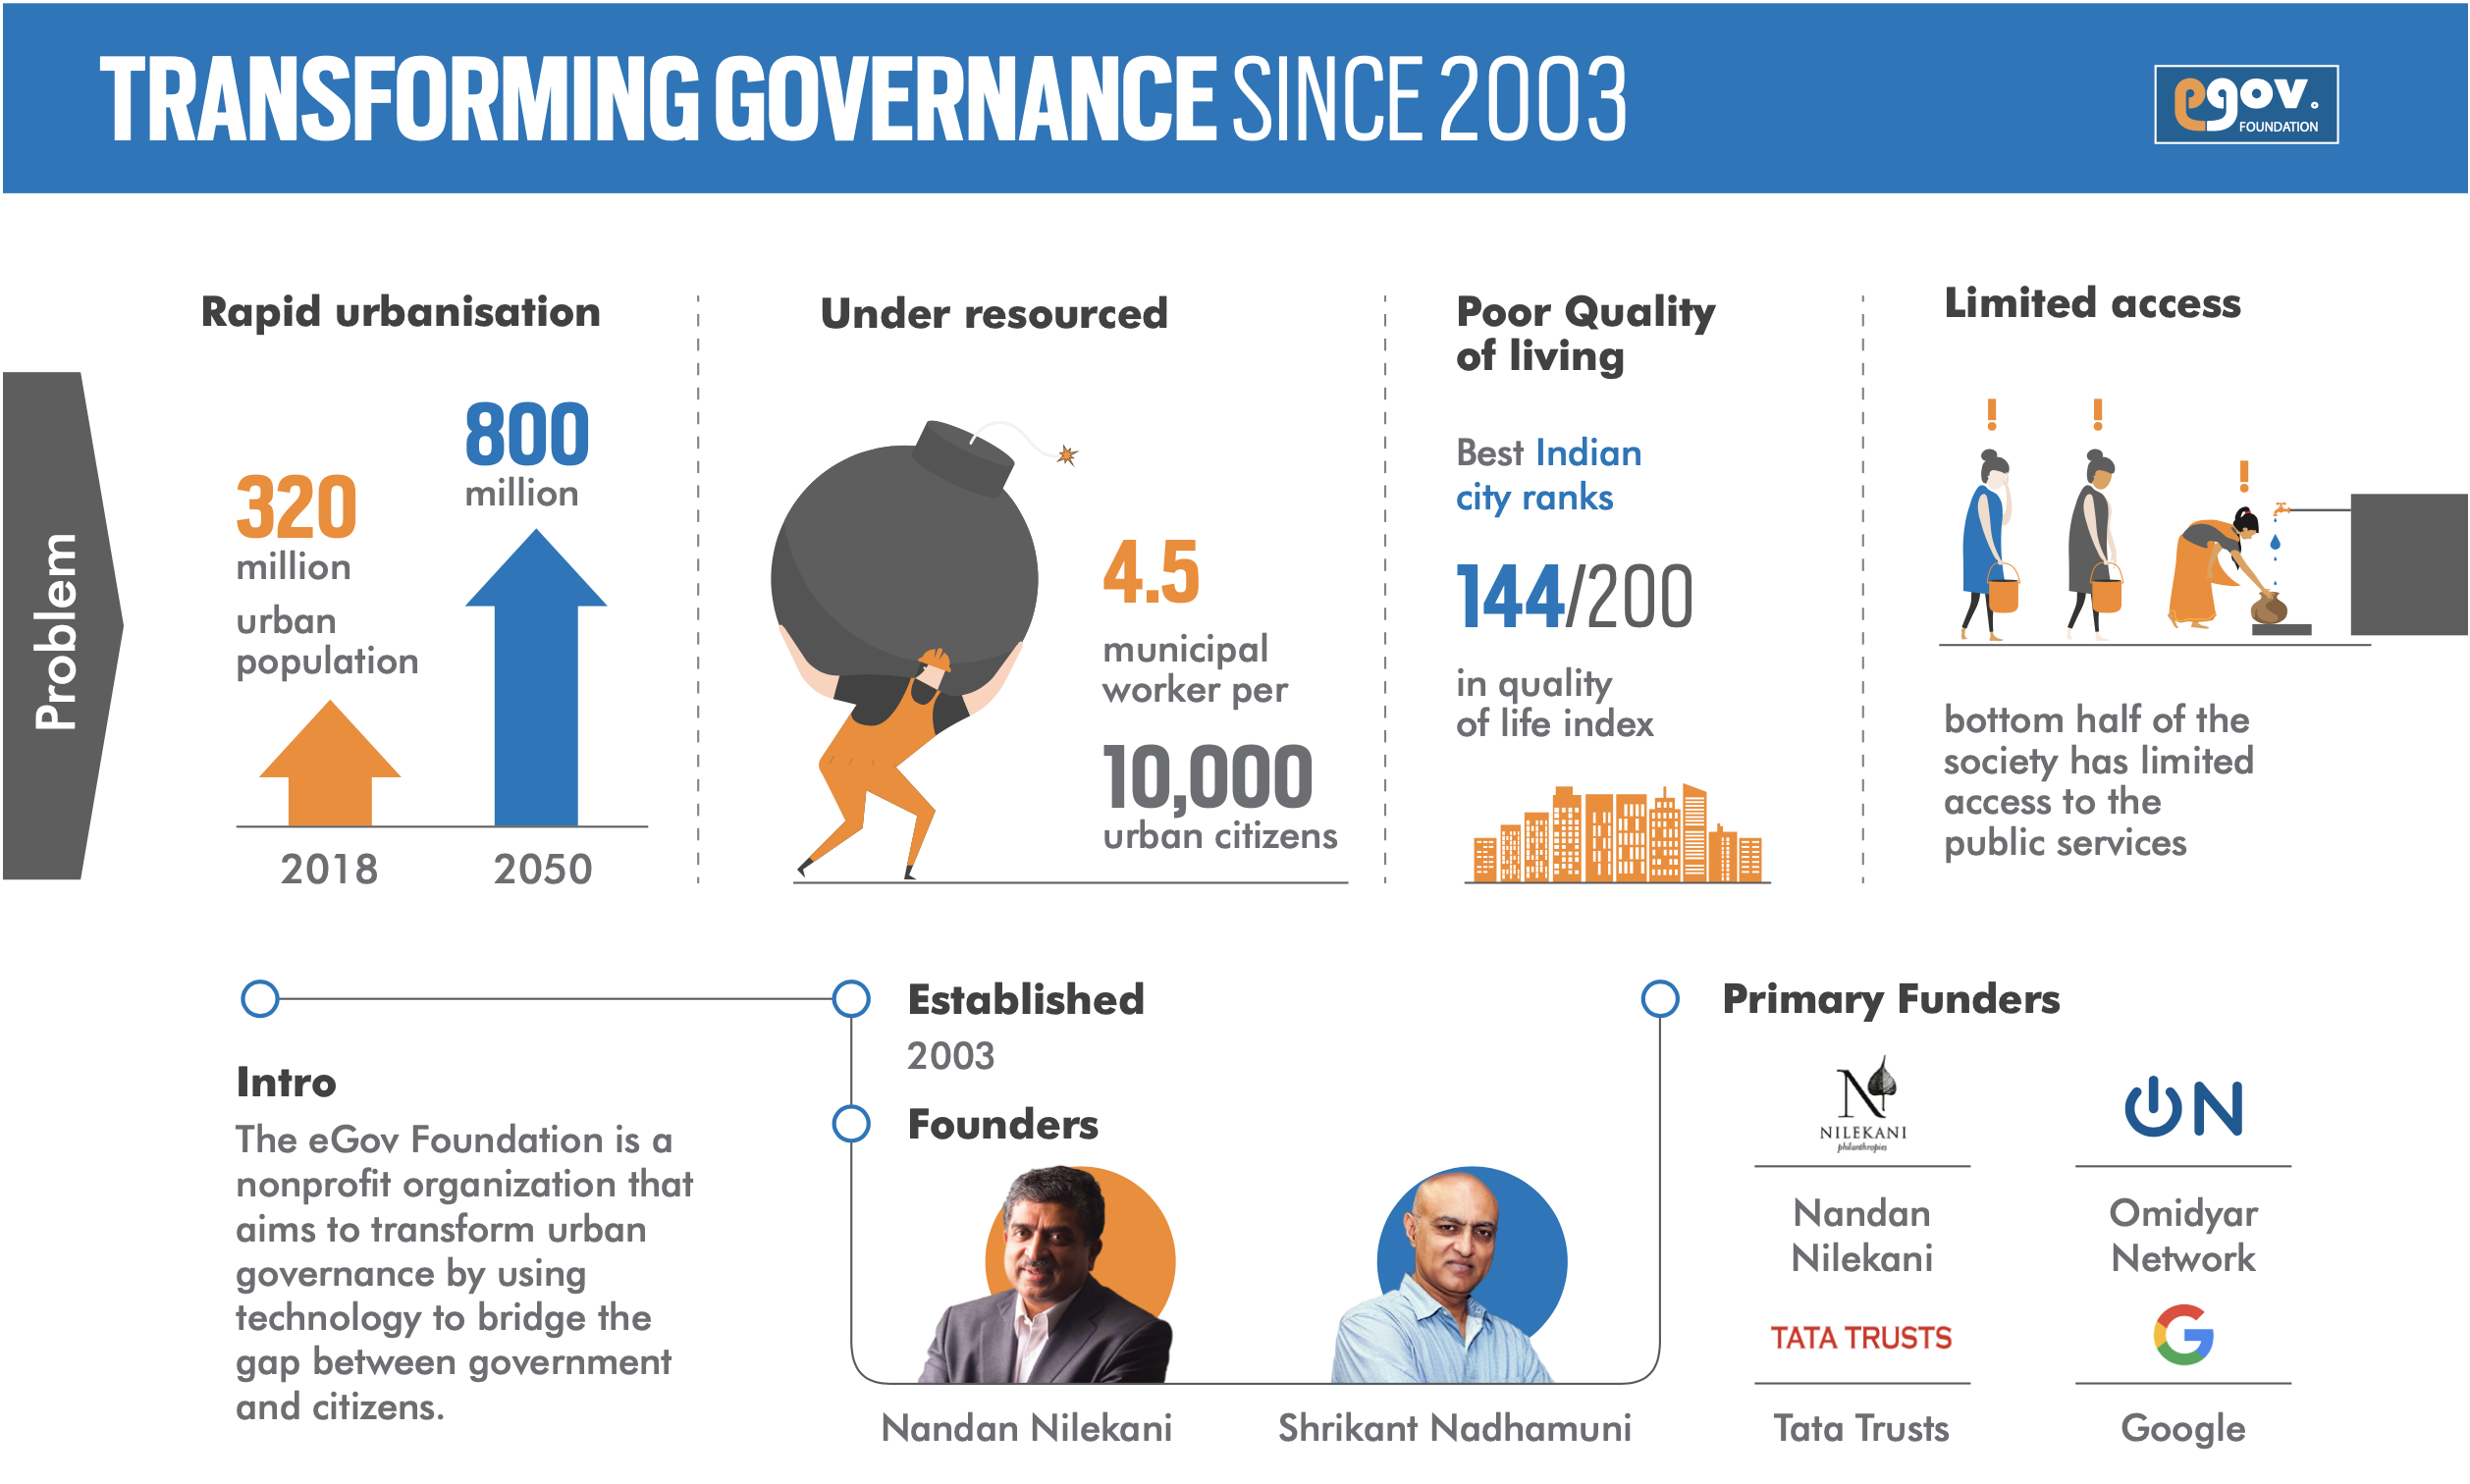 TRANSFORMING GOVERNANCE SINCE 2003
egov.
FOUNDATION
Problem
Rapid urbanisation
320
million
urban
population
800
million
2018
2050
Under resourced
4.5
municipal
worker per
10,000
urban citizens
Poor Quality
of living
Best Indian
city ranks
144/200
in quality
of life index
Limited access
bottom half of the
society has limited
access to the
public services
Intro
The eGov Foundation is a
nonprofit organization that
aims to transform urban
governance by using
technology to bridge the
gap between government
and citizens.
Established
2003
Founders
Nandan Nilekani
Shrikant Nadhamuni
Primary Funders
N
NILEKANI
philanthropies
Nandan
Nilekani
ON
Omidyar
Network
TATA TRUSTS
Tata Trusts
G
Google